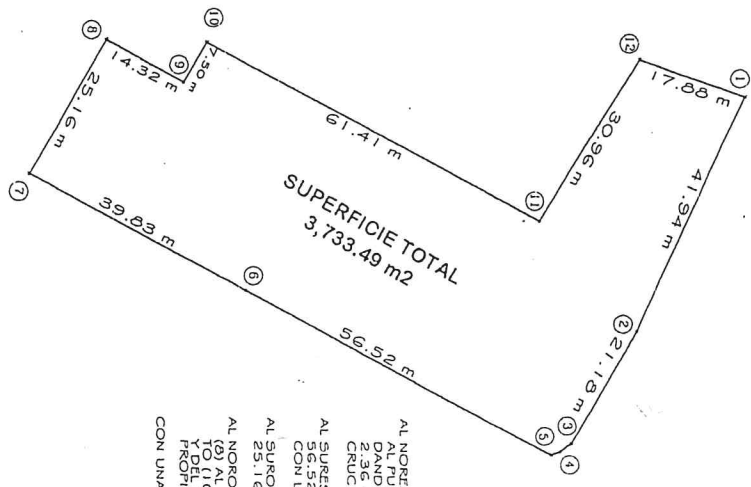 1
17.88 m
12
41.94 m
30.96 m
2
21.18 m
3
4
5
11
61.41 m
10
7.50 m
9
14.32 m
8
25.16 m
7
39.83 m
6
56.52 m
SUPERFICIE TOTAL
3,733.49 m2
AL NORE
AL PU
DAND
2.36
CRUC
AL SURES
56.52
CON L
AL SURO
25.16
AL NORO
(8) AL
TO (10
Y DEL
PROPI
CON UNA